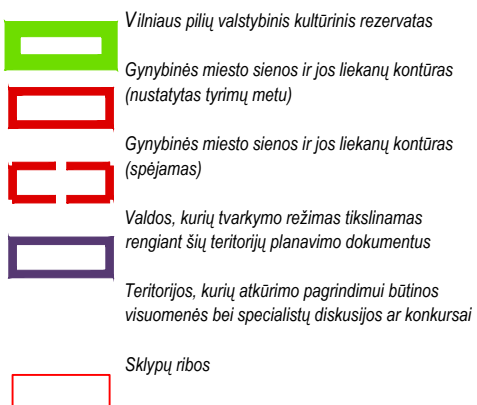 Vilniaus pilių valstybinis kultūrinis rezervatas
Gynybinės miesto sienos ir jos liekanų kontūras
(nustatytas tyrimų metu)
Gynybinės miesto sienos ir jos liekanų kontūras
(spėjamas)
Valdos, kurių tvarkymo režimas tikslinamas
rengiant šių teritorijų planavimo dokumentus
Teritorijos, kurių atkūrimo pagrindimui būtinos
visuomenės bei specialistų diskusijos ar konkursai
Sklypų ribos